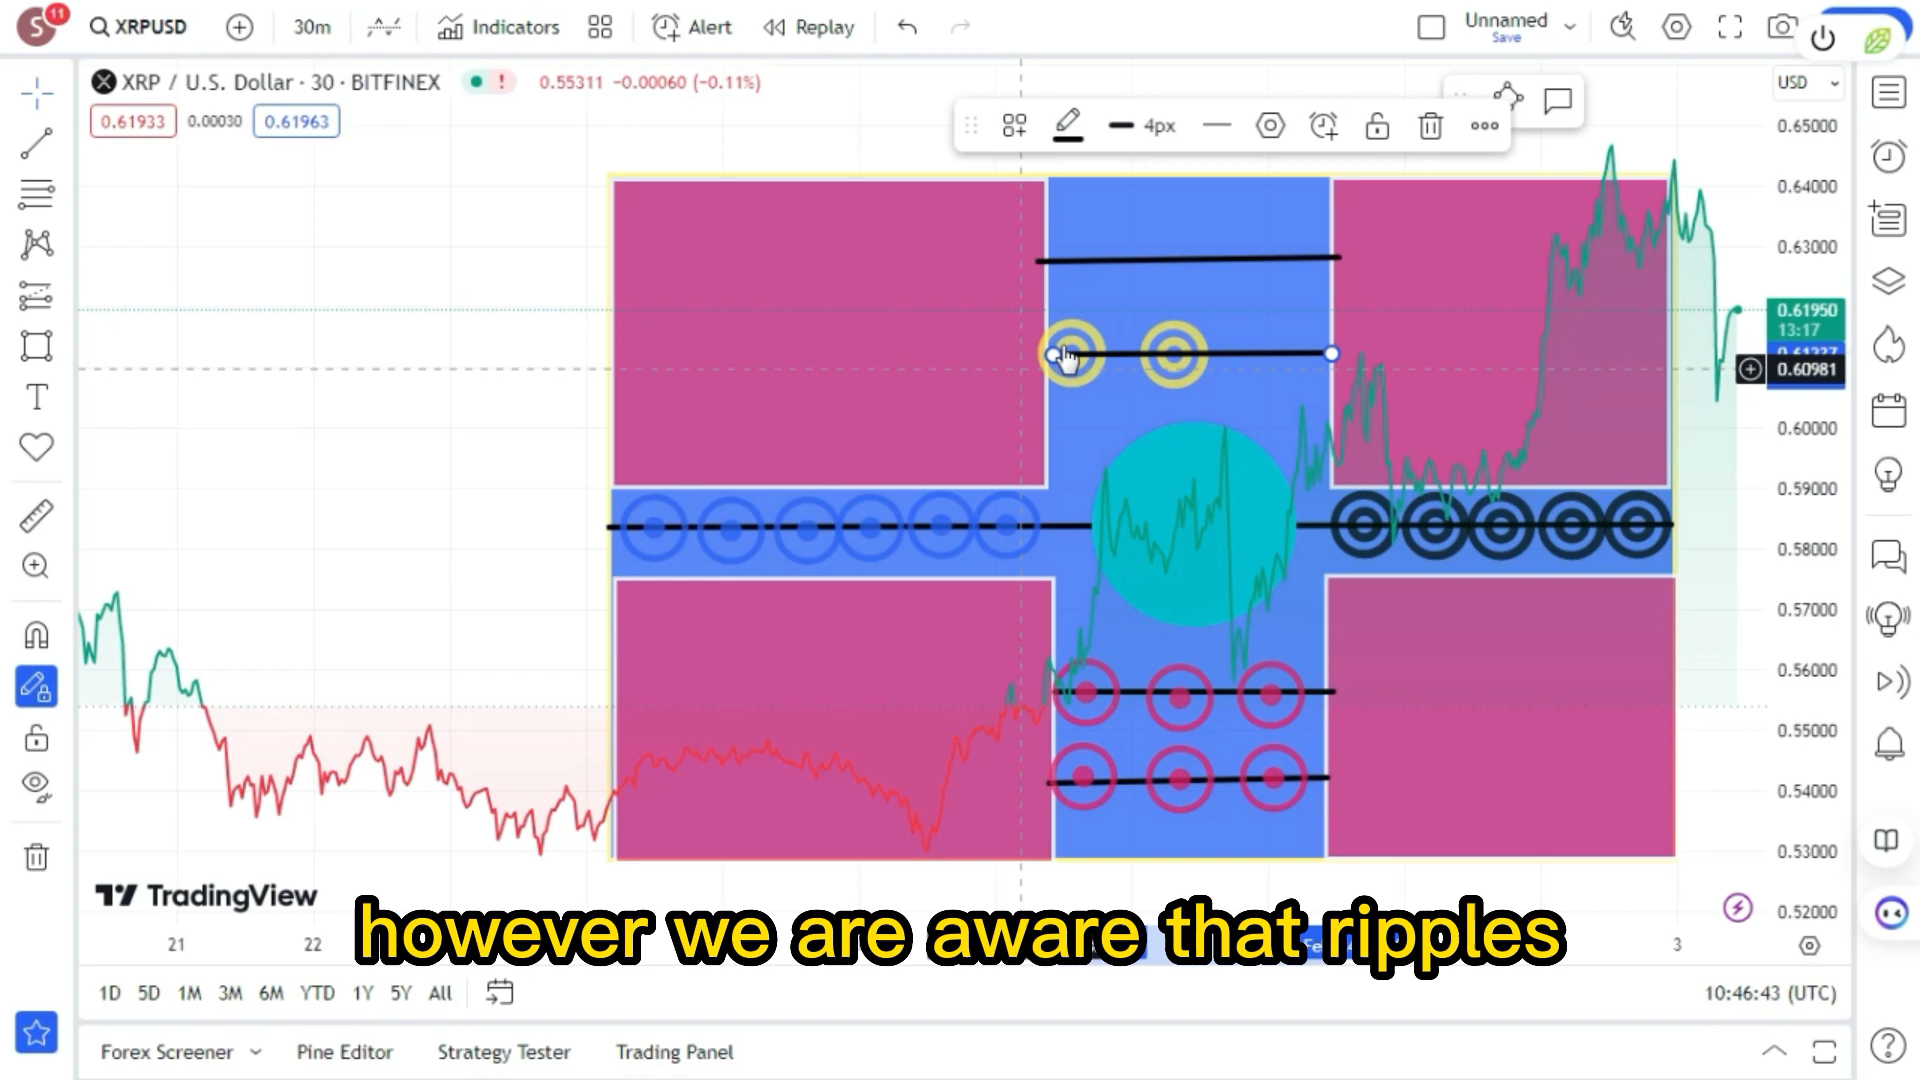 S 11 XRPUSD 30m Indicators Alert Replay Unnamed
Save
XRP / U.S. Dollar · 30 · BITFINEX ! 0.55311 −0.00060 (−0.11%) USD
0.61933 0.00030 0.61963
4px
0.65000
0.64000
0.63000
0.61950
13:17
0.61237
0.60981
0.60000
0.59000
0.58000
0.57000
0.56000
0.55000
0.54000
0.53000
0.52000
TradingView
however we are aware that ripples
21 22 3
1D 5D 1M 3M 6M YTD 1Y 5Y All 10:46:43 (UTC)
Forex Screener Pine Editor Strategy Tester Trading Panel